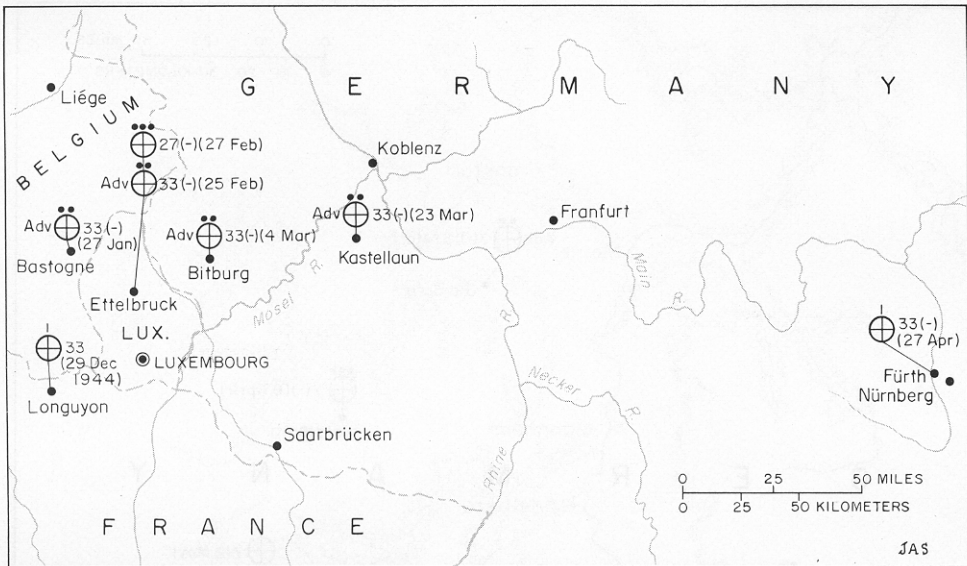 G E R M A N Y
Liége
BELGIUM
27(-)(27 Feb)
Koblenz
Adv 33(-)(25 Feb)
Adv 33(-)
(27 Jan)
Bastogne
Adv 33(-)(4 Mar)
Bitburg
Adv 33(-)(23 Mar)
Kastellaun
Franfurt
Main
R.
Ettelbruck
Mosel
R.
LUX.
LUXEMBOURG
33
(29 Dec
1944)
Longuyon
R.
Rhine
Necker
R.
33(-)
(27 Apr)
Fürth
Nürnberg
Saarbrücken
0 25 50 MILES
0 25 50 KILOMETERS
F R A N C E
JAS